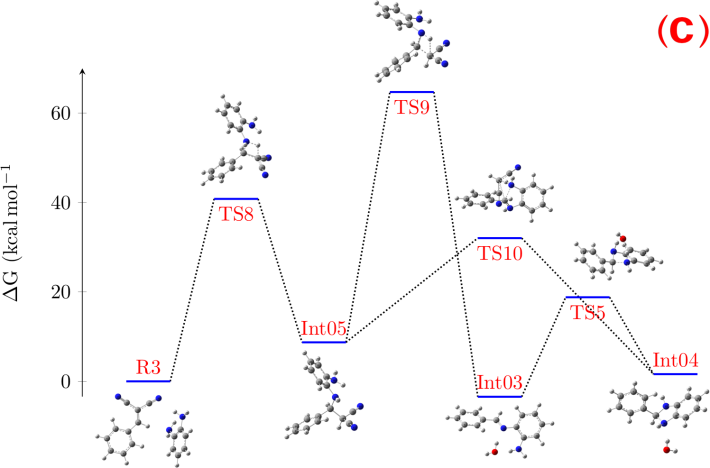 (C)
ΔG (kcal mol−1
60
40
20
0
TS9
TS8
TS10
TS5
Int05
R3
Int03
Int04